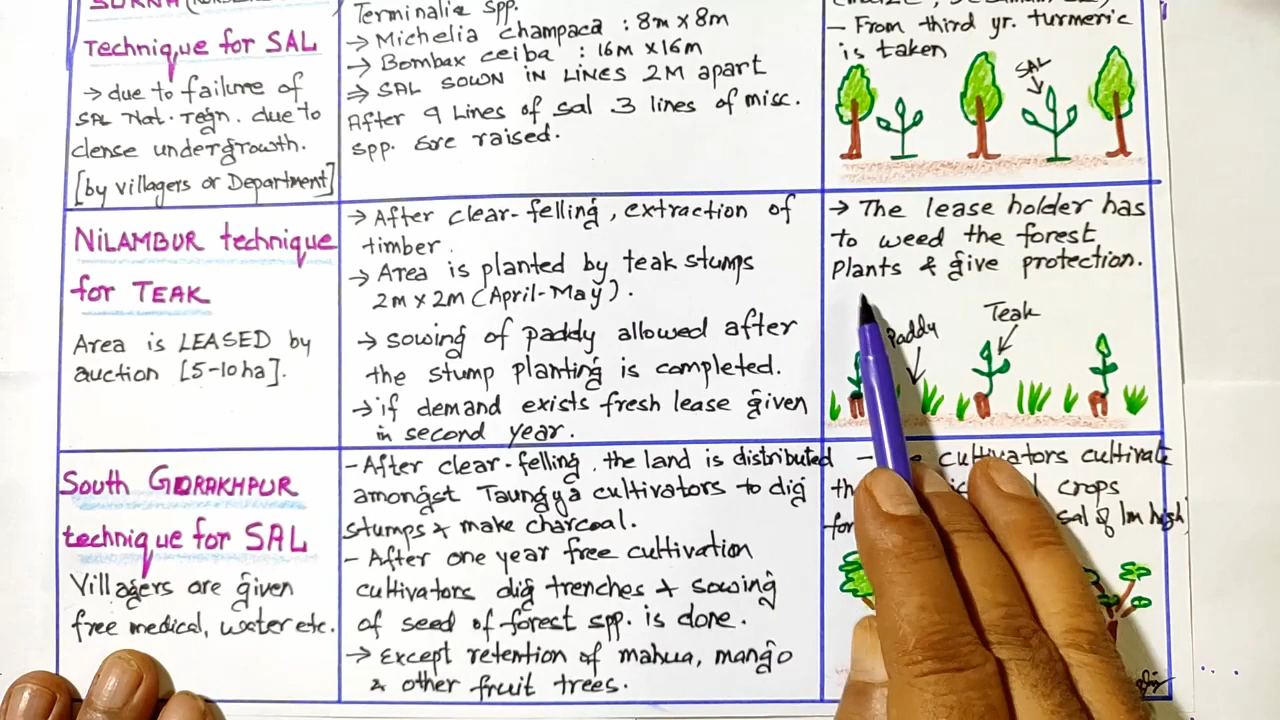 Technique for SAL
→ due to failure of
SAL Nat. regn. due to
dense undergrowth.
[by villagers or Department]
Terminalia spp.
→ Michelia champaca : 8m x 8m
→ Bombax ceiba : 16m x 16m
⇒ SAL SOWN IN LINES 2M apart
After 9 Lines of sal 3 lines of misc.
spp. are raised.
- From third yr. turmeric
is taken
SAL
NILAMBUR technique
for TEAK
Area is LEASED by
auction [5-10ha].
→ After clear-felling, extraction of
timber.
→ Area is planted by teak stumps
2m x 2m (April-May).
→ sowing of paddy allowed after
the stump planting is completed.
→ if demand exists fresh lease given
in second year.
→ The lease holder has
to weed the forest
plants & give protection.
Paddy
Teak
South GORAKHPUR
technique for SAL
Villagers are given
free medical, water etc.
- After clear-felling, the land is distributed
amongst Taungya cultivators to dig
stumps & make charcoal.
- After one year free cultivation
cultivators dig trenches & sowing
of seed of forest spp. is done.
→ Except retention of mahua, mango
& other fruit trees.
- cultivators cultivate
crops
sal of 1m high